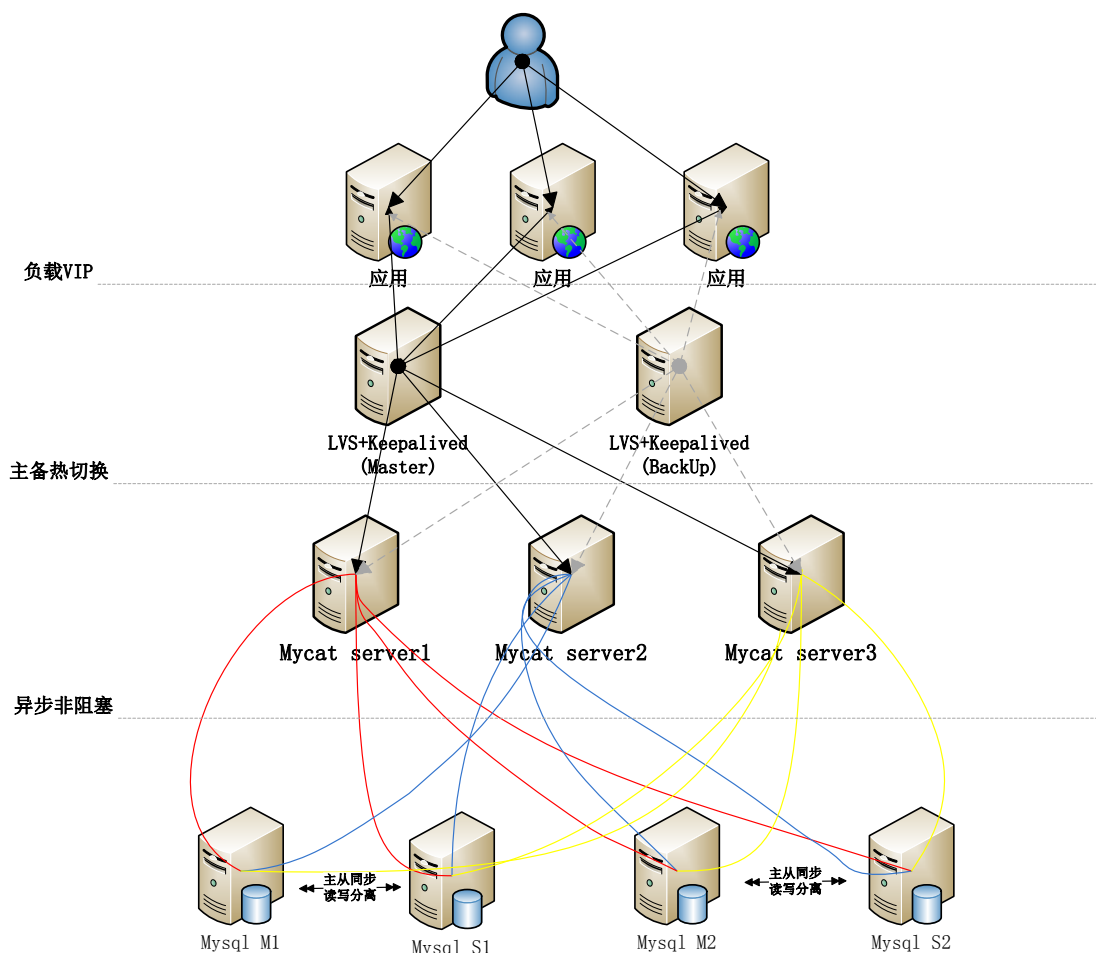 应用
应用
应用
负载VIP
LVS+Keepalived
(Master)
LVS+Keepalived
(BackUp)
主备热切换
Mycat server1
Mycat server2
Mycat server3
异步非阻塞
主从同步
读写分离
主从同步
读写分离
Mysql M1
Mysql S1
Mysql M2
Mysql S2